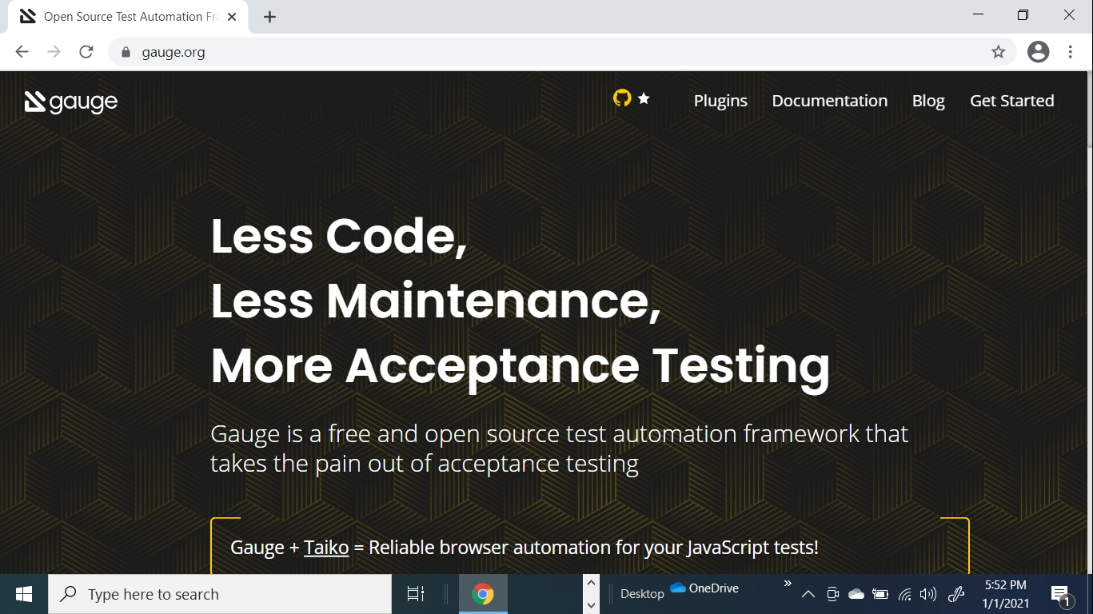 Open Source Test Automation Fra
gauge.org
gauge
Plugins Documentation Blog Get Started
Less Code,
Less Maintenance,
More Acceptance Testing
Gauge is a free and open source test automation framework that
takes the pain out of acceptance testing
Gauge + Taiko = Reliable browser automation for your JavaScript tests!
Type here to search
Desktop
OneDrive
5:52 PM
1/1/2021
1